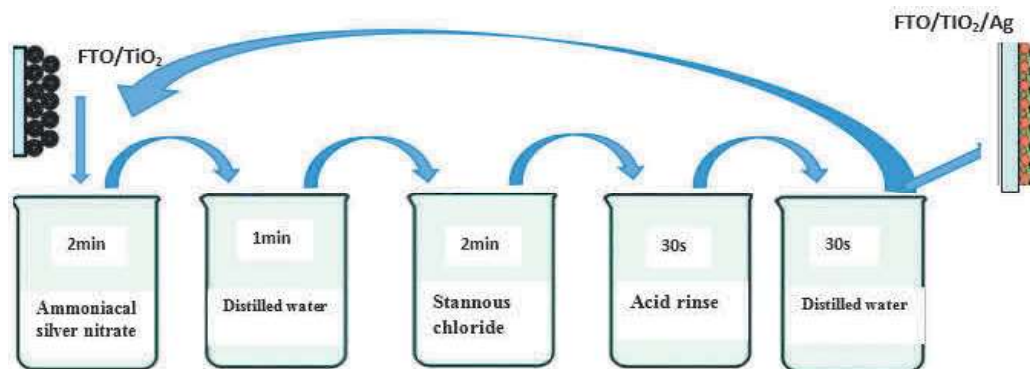 FTO/TiO₂
FTO/TIO₂/Ag
2min
Ammoniacal
silver nitrate
1min
Distilled water
2min
Stannous
chloride
30s
Acid rinse
30s
Distilled water